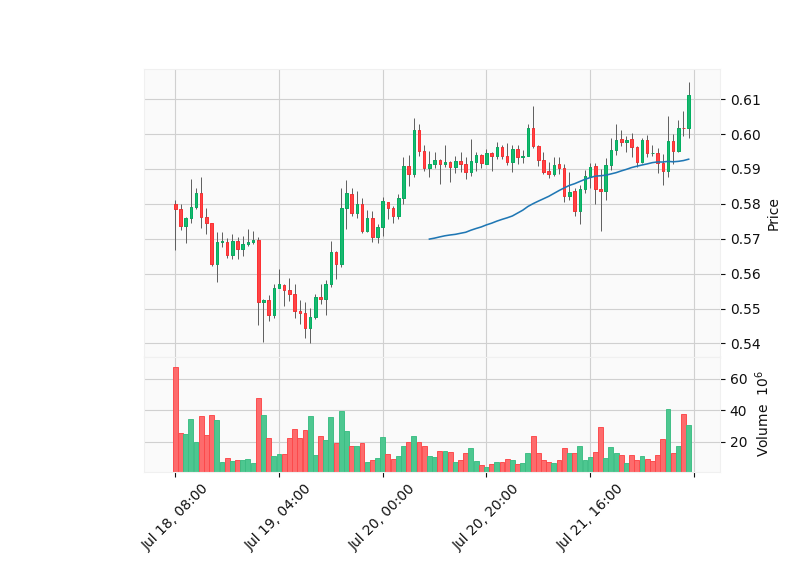 0.61
0.60
0.59
0.58
0.57
0.56
0.55
0.54
Price
60
40
20
Volume 10^6
Jul 18, 08:00
Jul 19, 04:00
Jul 20, 00:00
Jul 20, 20:00
Jul 21, 16:00